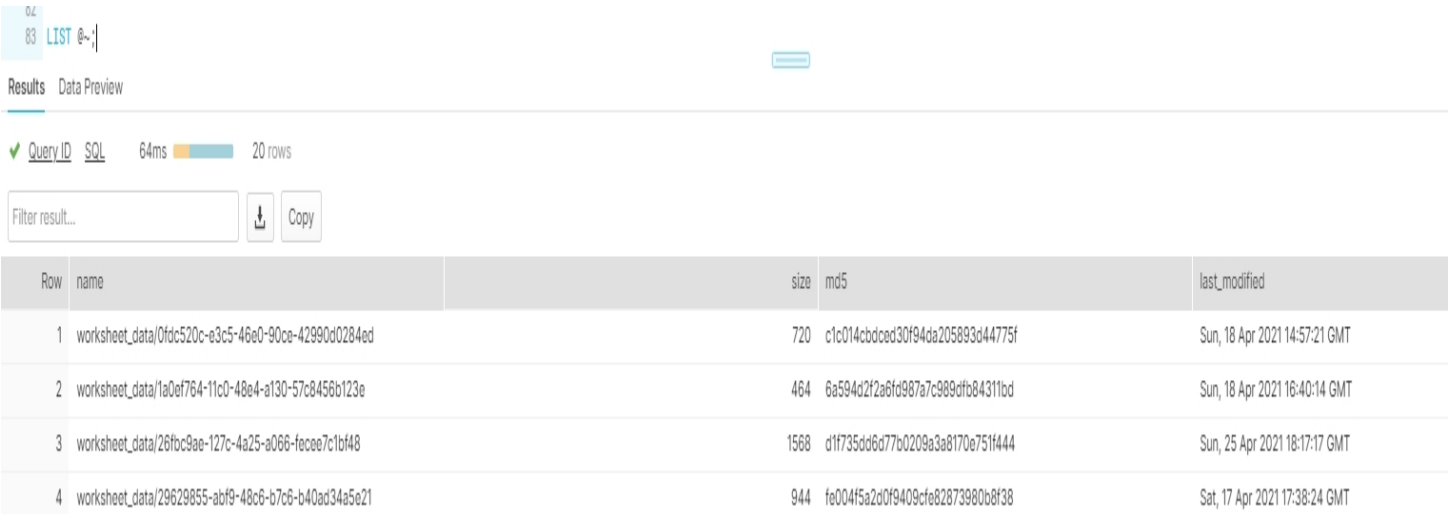 82
83 LIST @~;
Results Data Preview
Query ID SQL 64ms 20 rows
Filter result... Copy
Row name size md5 last_modified
1 worksheet_data/0fdc520c-e3c5-46e0-90ce-42990d0284ed 720 c1c014cbdced30f94da205893d44775f Sun, 18 Apr 2021 14:57:21 GMT
2 worksheet_data/1a0ef764-11c0-48e4-a130-57c8456b123e 464 6a594d2f2a6fd987a7c989dfb84311bd Sun, 18 Apr 2021 16:40:14 GMT
3 worksheet_data/26fbc9ae-127c-4a25-a066-fecee7c1bf48 1568 d1f735dd6d77b0209a3a8170e751f444 Sun, 25 Apr 2021 18:17:17 GMT
4 worksheet_data/29629855-abf9-48c6-b7c6-b40ad34a5e21 944 fe004f5a2d0f9409cfe82873980b8f38 Sat, 17 Apr 2021 17:38:24 GMT